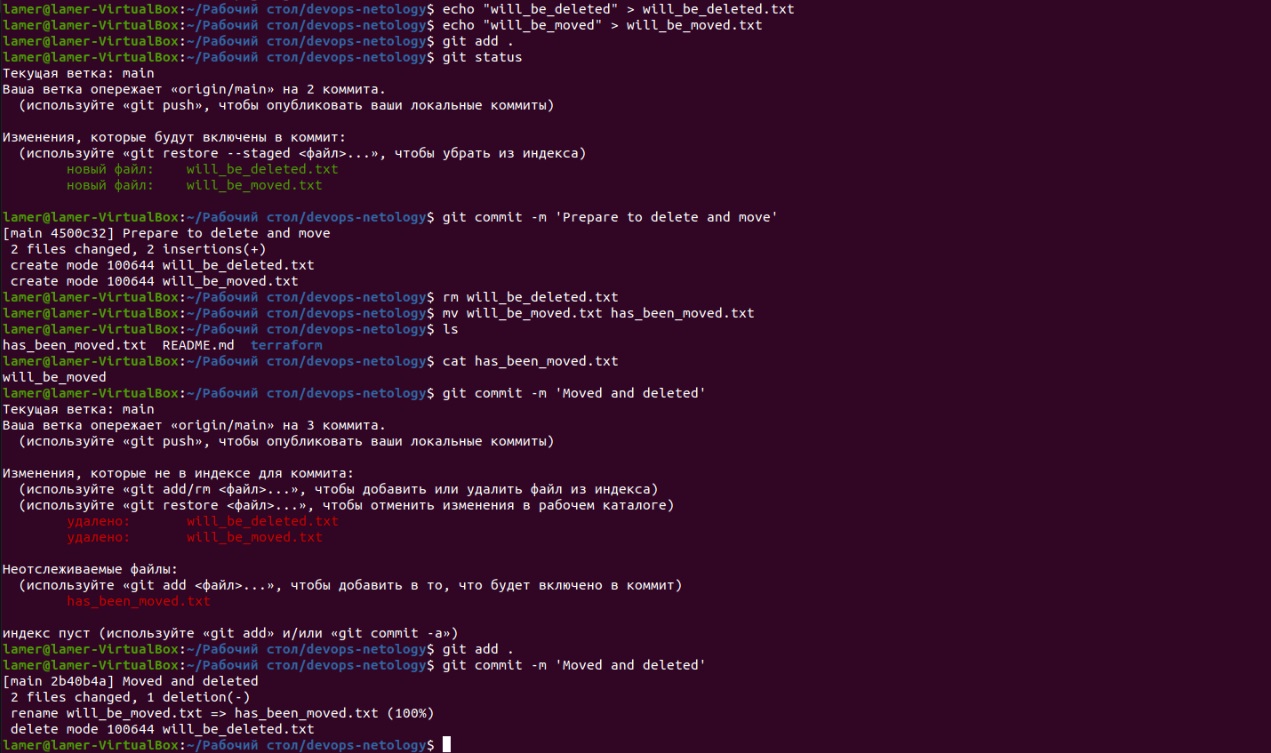 lamer@lamer-VirtualBox:~/Рабочий стол/devops-netology$ echo "will_be_deleted" > will_be_deleted.txt
lamer@lamer-VirtualBox:~/Рабочий стол/devops-netology$ echo "will_be_moved" > will_be_moved.txt
lamer@lamer-VirtualBox:~/Рабочий стол/devops-netology$ git add .
lamer@lamer-VirtualBox:~/Рабочий стол/devops-netology$ git status
Текущая ветка: main
Ваша ветка опережает «origin/main» на 2 коммита.
  (используйте «git push», чтобы опубликовать ваши локальные коммиты)

Изменения, которые будут включены в коммит:
  (используйте «git restore --staged <файл>...», чтобы убрать из индекса)
        новый файл:    will_be_deleted.txt
        новый файл:    will_be_moved.txt

lamer@lamer-VirtualBox:~/Рабочий стол/devops-netology$ git commit -m 'Prepare to delete and move'
[main 4500c32] Prepare to delete and move
 2 files changed, 2 insertions(+)
 create mode 100644 will_be_deleted.txt
 create mode 100644 will_be_moved.txt
lamer@lamer-VirtualBox:~/Рабочий стол/devops-netology$ rm will_be_deleted.txt
lamer@lamer-VirtualBox:~/Рабочий стол/devops-netology$ mv will_be_moved.txt has_been_moved.txt
lamer@lamer-VirtualBox:~/Рабочий стол/devops-netology$ ls
has_been_moved.txt  README.md  terraform
lamer@lamer-VirtualBox:~/Рабочий стол/devops-netology$ cat has_been_moved.txt
will_be_moved
lamer@lamer-VirtualBox:~/Рабочий стол/devops-netology$ git commit -m 'Moved and deleted'
Текущая ветка: main
Ваша ветка опережает «origin/main» на 3 коммита.
  (используйте «git push», чтобы опубликовать ваши локальные коммиты)

Изменения, которые не в индексе для коммита:
  (используйте «git add/rm <файл>...», чтобы добавить или удалить файл из индекса)
  (используйте «git restore <файл>...», чтобы отменить изменения в рабочем каталоге)
        удалено:       will_be_deleted.txt
        удалено:       will_be_moved.txt

Неотслеживаемые файлы:
  (используйте «git add <файл>...», чтобы добавить в то, что будет включено в коммит)
        has_been_moved.txt

индекс пуст (используйте «git add» и/или «git commit -a»)
lamer@lamer-VirtualBox:~/Рабочий стол/devops-netology$ git add .
lamer@lamer-VirtualBox:~/Рабочий стол/devops-netology$ git commit -m 'Moved and deleted'
[main 2b40b4a] Moved and deleted
 2 files changed, 1 deletion(-)
 rename will_be_moved.txt => has_been_moved.txt (100%)
 delete mode 100644 will_be_deleted.txt
lamer@lamer-VirtualBox:~/Рабочий стол/devops-netology$